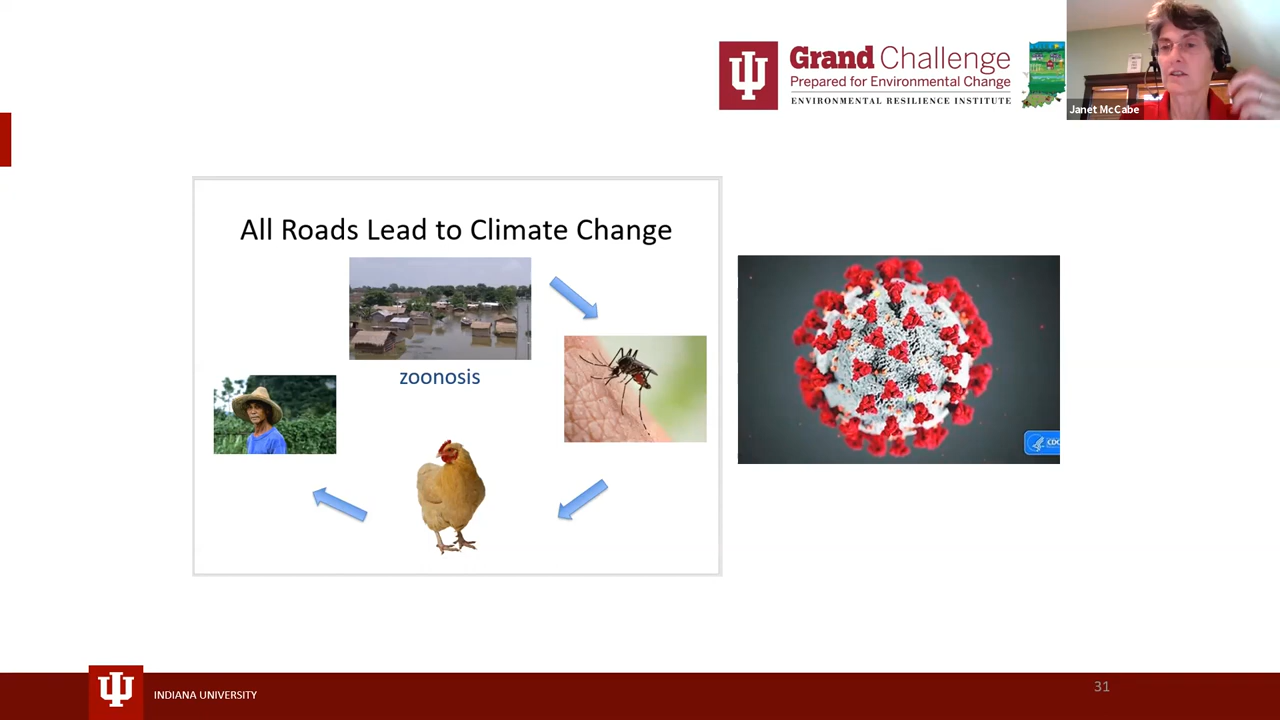 Grand Challenge
Prepared for Environmental Change
ENVIRONMENTAL RESILIENCE INSTITUTE
Janet McCabe
All Roads Lead to Climate Change
zoonosis
CDC
INDIANA UNIVERSITY
31